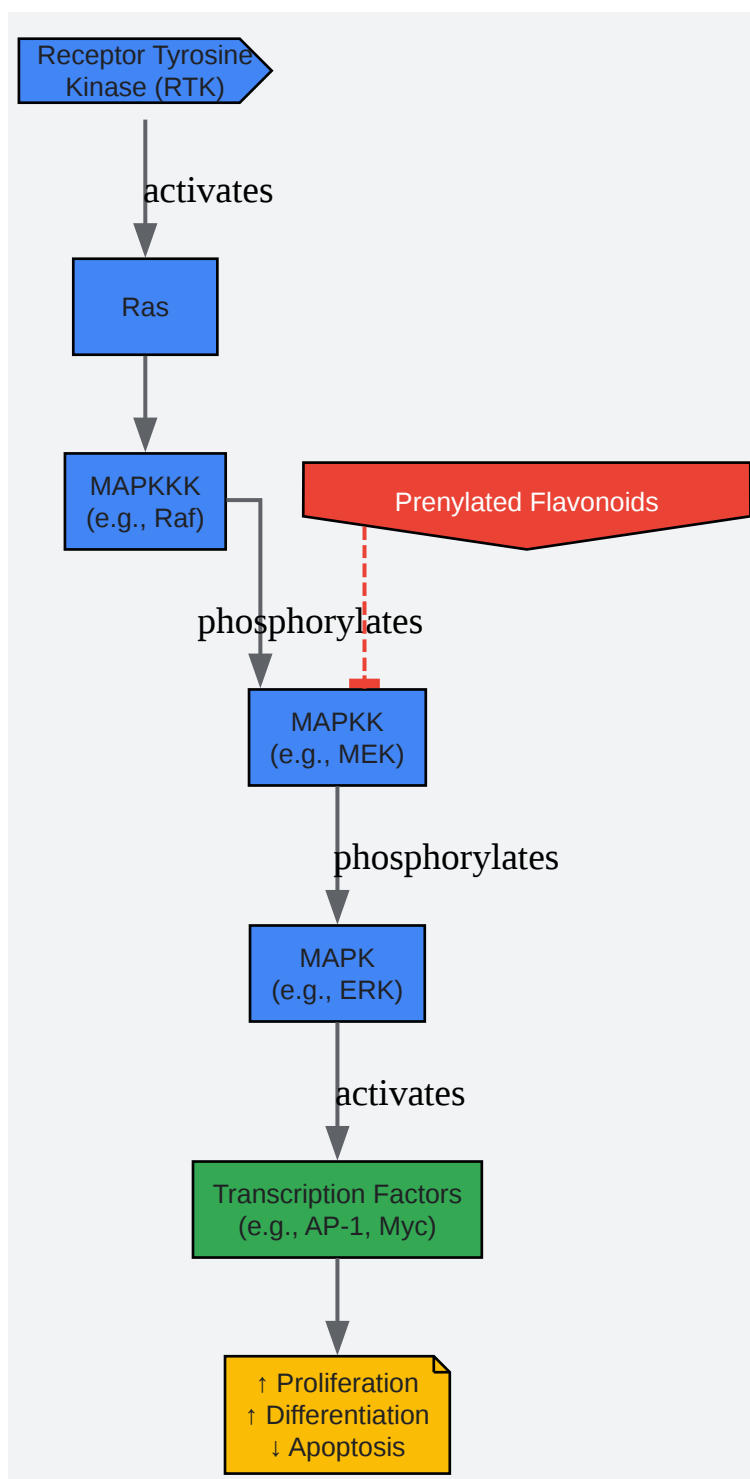 Receptor Tyrosine
Kinase (RTK)
activates
Ras
MAPKKK
(e.g., Raf)
Prenylated Flavonoids
phosphorylates
MAPKK
(e.g., MEK)
phosphorylates
MAPK
(e.g., ERK)
activates
Transcription Factors
(e.g., AP-1, Myc)
↑ Proliferation
↑ Differentiation
↓ Apoptosis